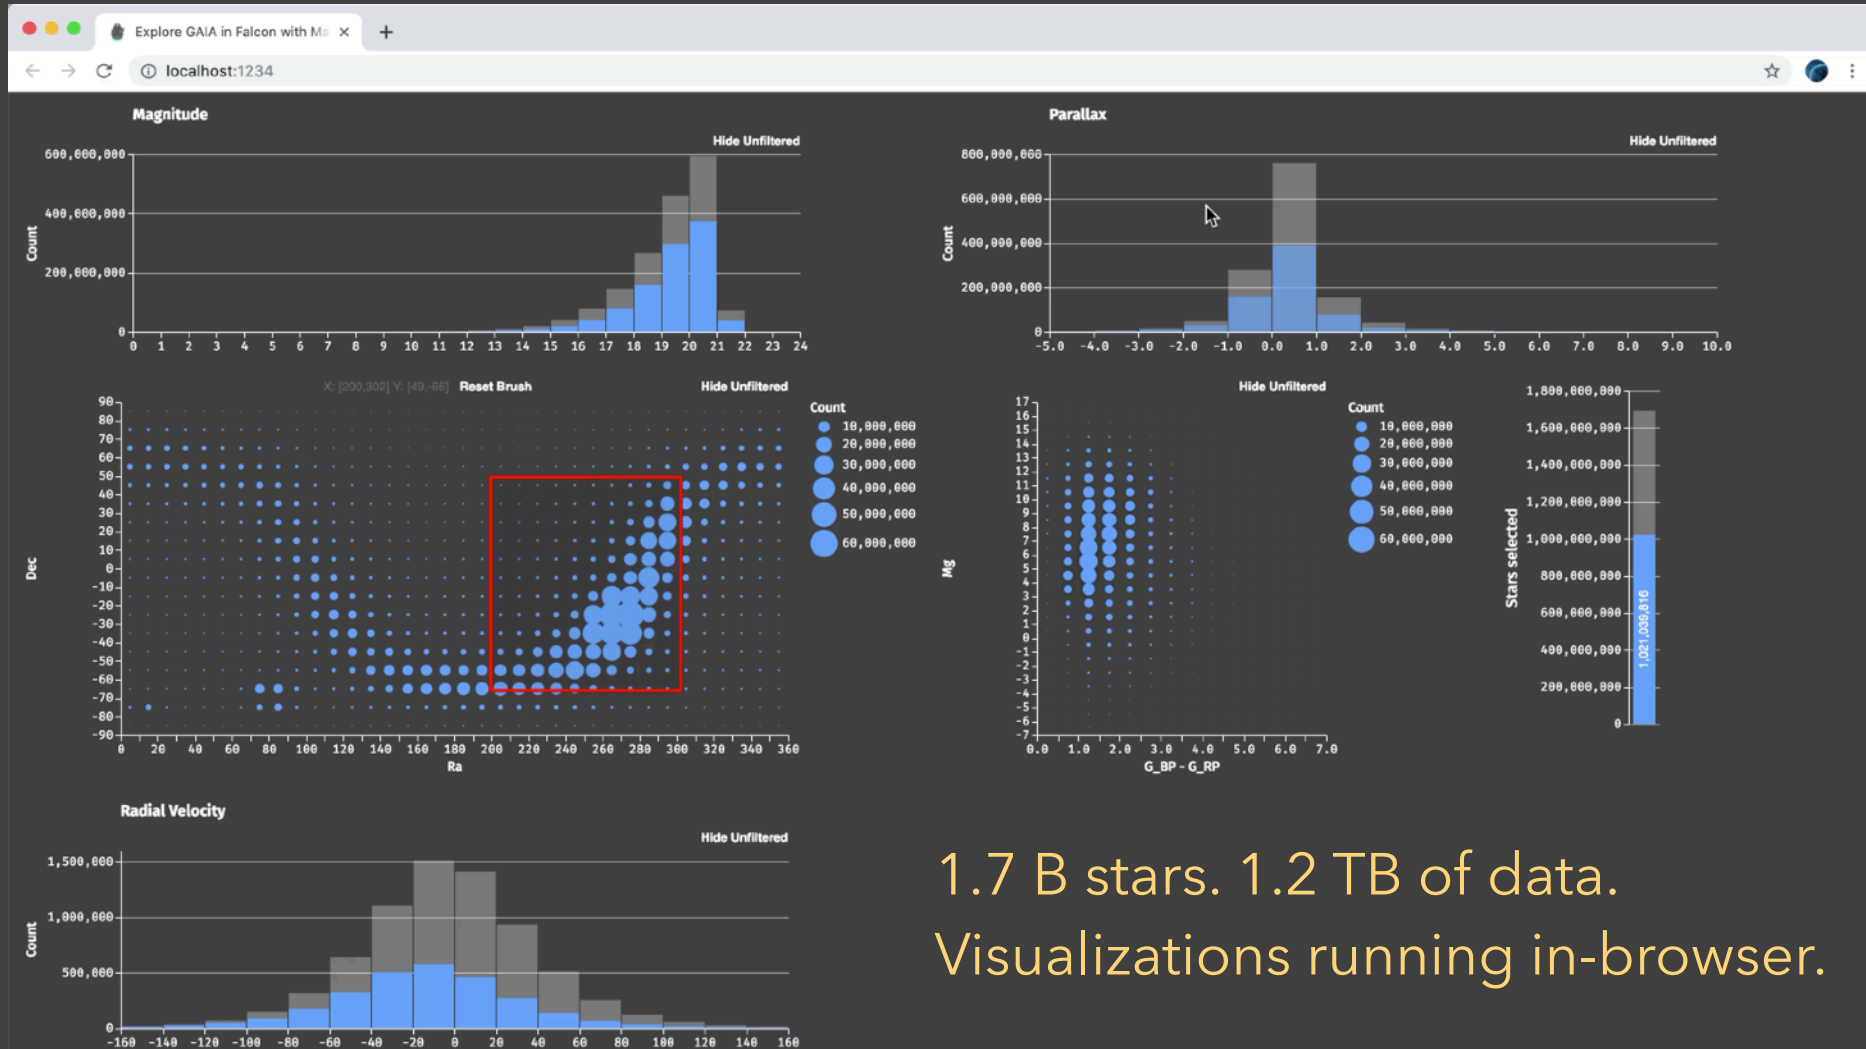 Explore GAIA in Falcon with Ma
localhost:1234
Magnitude
Hide Unfiltered
600,000,000
400,000,000
200,000,000
0
Count
0 1 2 3 4 5 6 7 8 9 10 11 12 13 14 15 16 17 18 19 20 21 22 23 24
Parallax
Hide Unfiltered
800,000,000
600,000,000
400,000,000
200,000,000
0
Count
-5.0 -4.0 -3.0 -2.0 -1.0 0.0 1.0 2.0 3.0 4.0 5.0 6.0 7.0 8.0 9.0 10.0
X: [200,302] Y: [49,-66] Reset Brush Hide Unfiltered
90
80
70
60
50
40
30
20
10
0
-10
-20
-30
-40
-50
-60
-70
-80
-90
Dec
0 20 40 60 80 100 120 140 160 180 200 220 240 260 280 300 320 340 360
Ra
Count
10,000,000
20,000,000
30,000,000
40,000,000
50,000,000
60,000,000
Hide Unfiltered
17
16
15
14
13
12
11
10
9
8
7
6
5
4
3
2
1
0
-1
-2
-3
-4
-5
-6
-7
Mg
0.0 1.0 2.0 3.0 4.0 5.0 6.0 7.0
G_BP - G_RP
Count
10,000,000
20,000,000
30,000,000
40,000,000
50,000,000
60,000,000
1,800,000,000
1,600,000,000
1,400,000,000
1,200,000,000
1,000,000,000
800,000,000
600,000,000
400,000,000
200,000,000
0
Stars selected
1,021,039,816
Radial Velocity
Hide Unfiltered
1,500,000
1,000,000
500,000
0
Count
-160 -140 -120 -100 -80 -60 -40 -20 0 20 40 60 80 100 120 140 160
1.7 B stars. 1.2 TB of data.
Visualizations running in-browser.